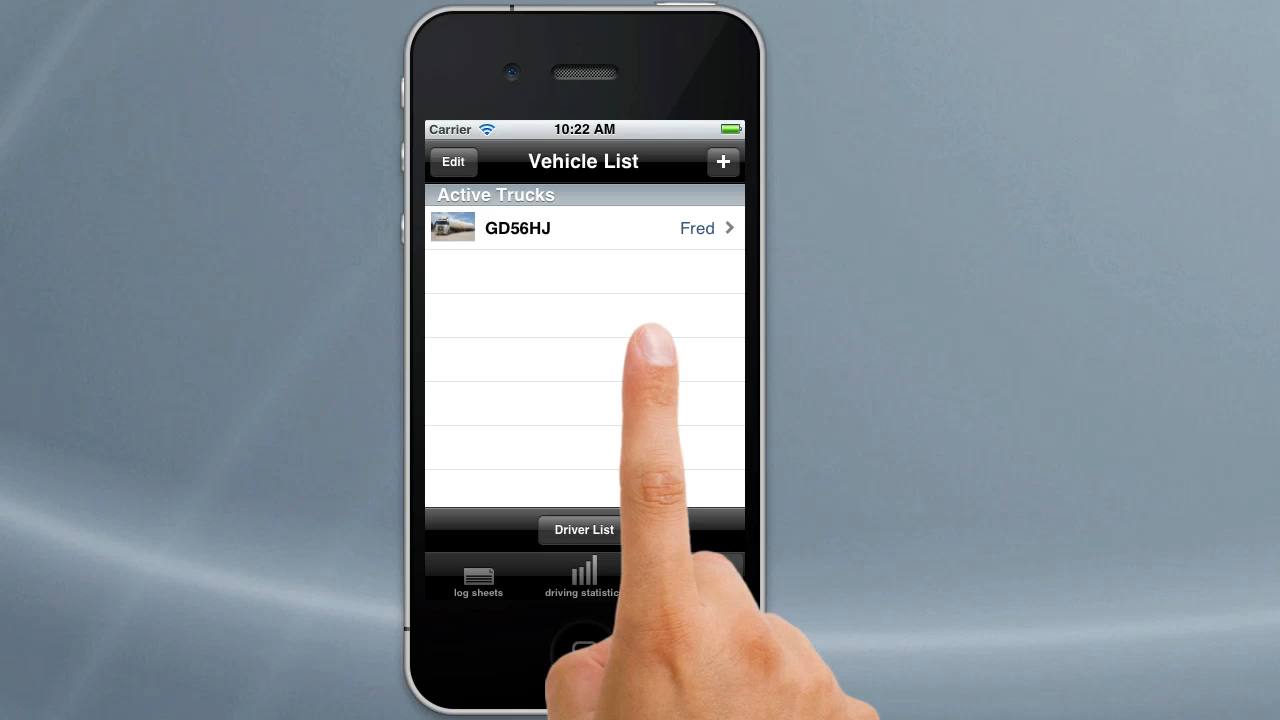 Carrier 10:22 AM
Edit Vehicle List +
Active Trucks
GD56HJ Fred
Driver List
log sheets driving statistic